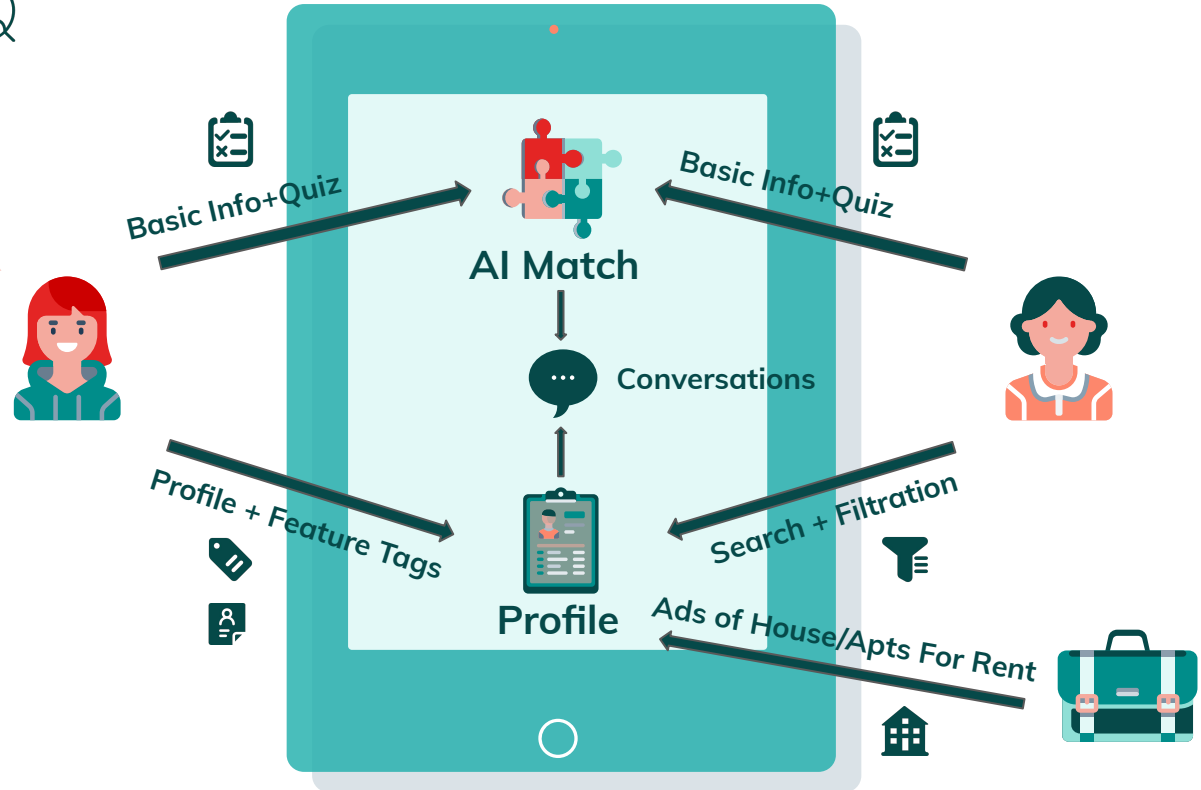 Basic Info+Quiz
Basic Info+Quiz
AI Match
Conversations
Profile + Feature Tags
Search + Filtration
Profile
Ads of House/Apts For Rent